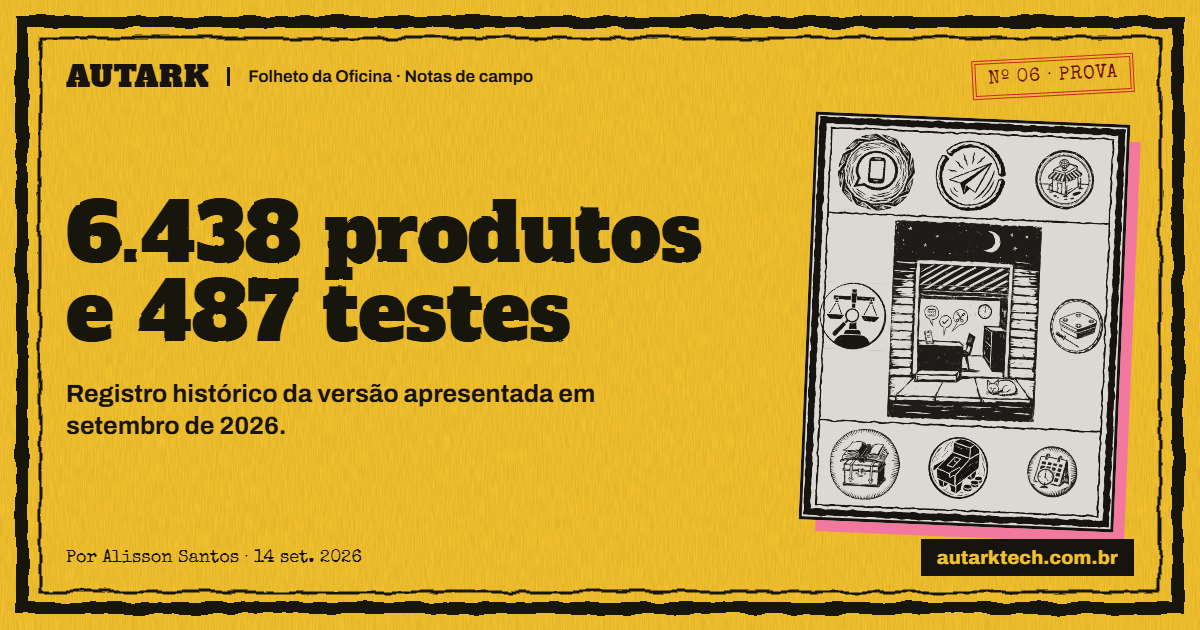 AUTARK | Folheto da Oficina · Notas de campo
Nº 06 · PROVA
6.438 produtos
e 487 testes
Registro histórico da versão apresentada em
setembro de 2026.
Por Alisson Santos · 14 set. 2026
autarktech.com.br